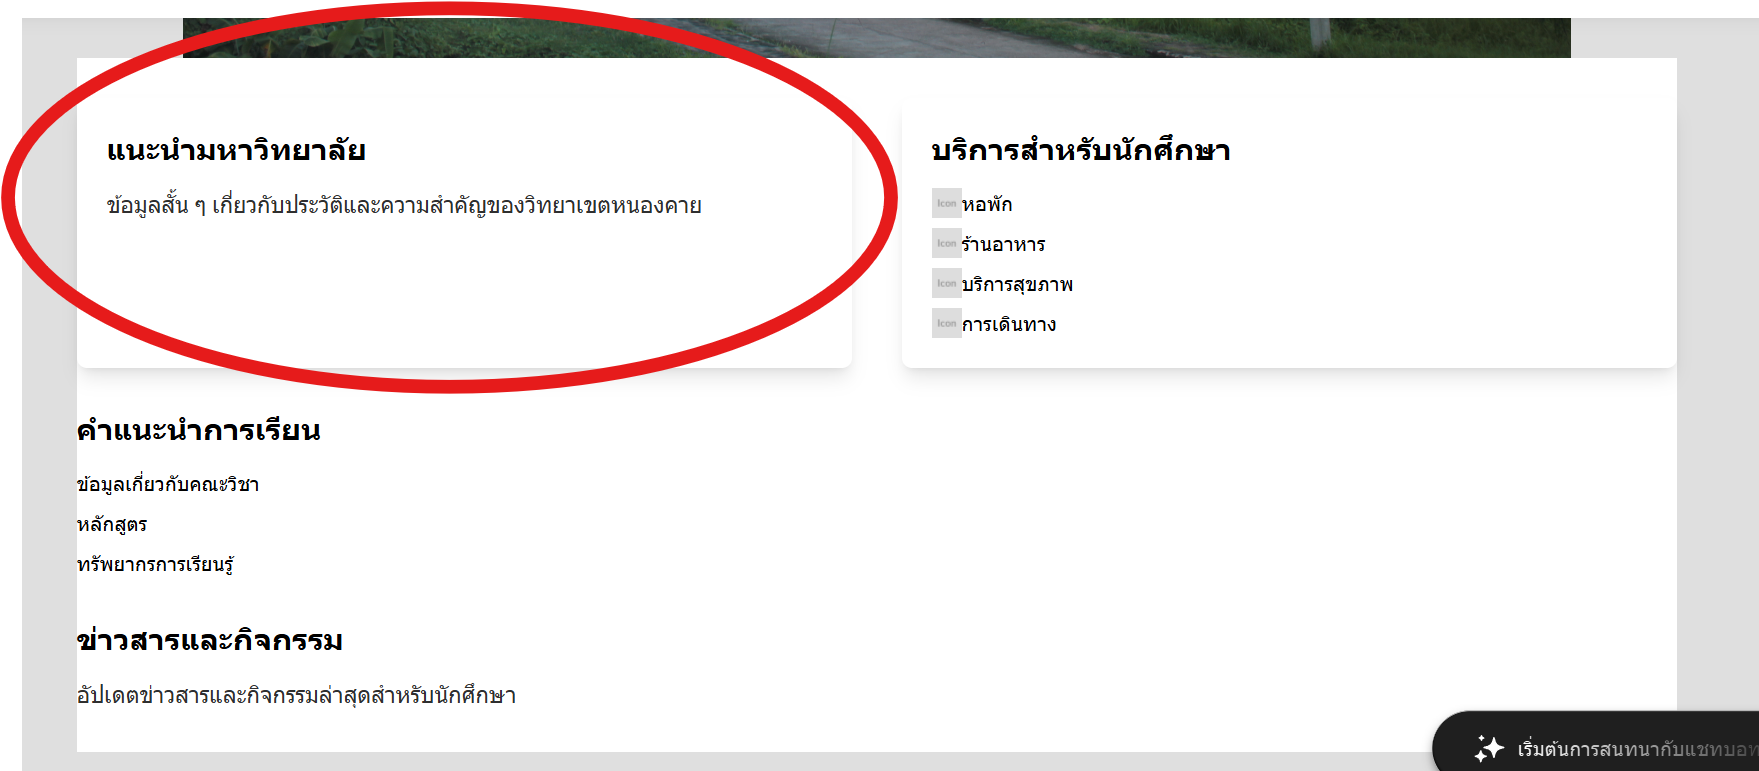 แนะนำมหาวิทยาลัย
ข้อมูลสั้น ๆ เกี่ยวกับประวัติและความสำคัญของวิทยาเขตหนองคาย
บริการสำหรับนักศึกษา
Icon หอพัก
Icon ร้านอาหาร
Icon บริการสุขภาพ
Icon การเดินทาง
คำแนะนำการเรียน
ข้อมูลเกี่ยวกับคณะวิชา
หลักสูตร
ทรัพยากรการเรียนรู้
ข่าวสารและกิจกรรม
อัปเดตข่าวสารและกิจกรรมล่าสุดสำหรับนักศึกษา
เริ่มต้นการสนทนากับแชทบอท